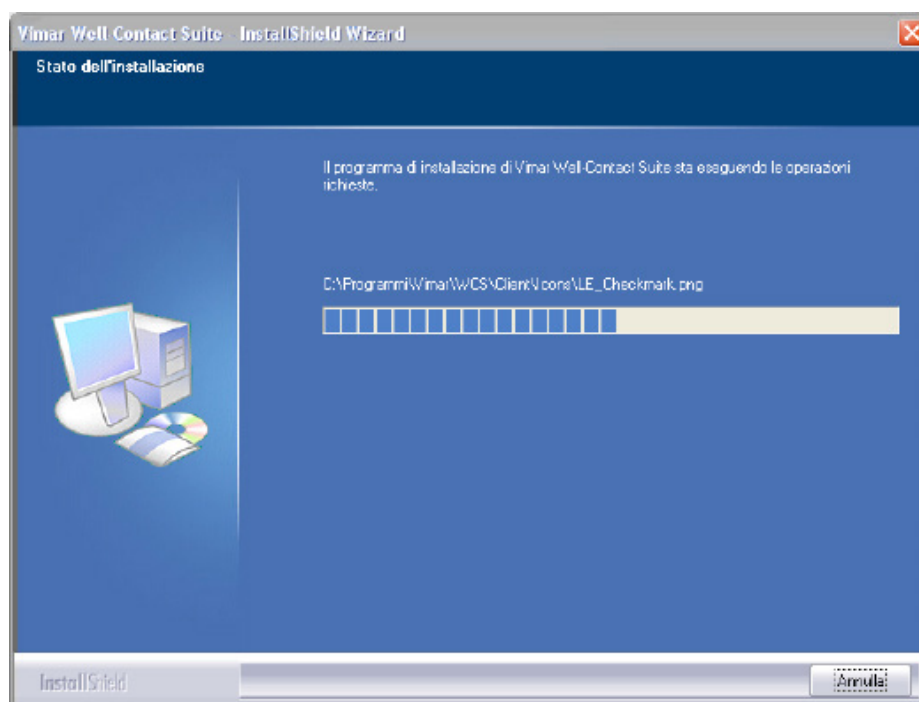 Vimar Well Contact Suite - InstallShield Wizard
Stato dell'installazione
Il programma di installazione di Vimar Well-Contact Suite sta eseguendo le operazioni
richieste.
C:\Programmi\Vimar\WCS\Client\Icons\LE_Checkmark.png
InstallShield
Annulla